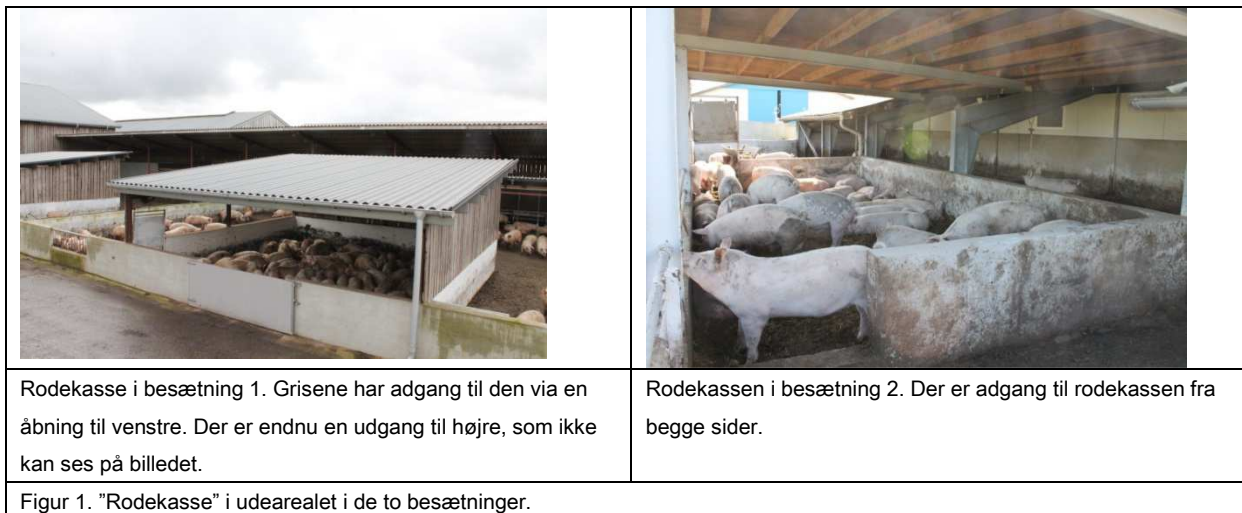 Rodekasse i besætning 1. Grisene har adgang til den via en
åbning til venstre. Der er endnu en udgang til højre, som ikke
kan ses på billedet.
Rodekassen i besætning 2. Der er adgang til rodekassen fra
begge sider.
Figur 1. ”Rodekasse” i udearealet i de to besætninger.